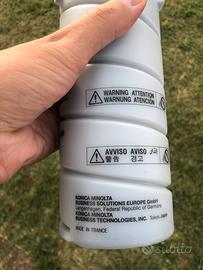 WARNING ATTENTION
WARNUNG ATENCIÓN
AVVISO AVISO
警告 경고
KONICA MINOLTA
BUSINESS SOLUTIONS EUROPE GmbH
Langenhagen, Federal Republic of Germany
KONICA MINOLTA
BUSINESS TECHNOLOGIES, INC. Tokyo, Japan
MADE IN FRANCE
subito